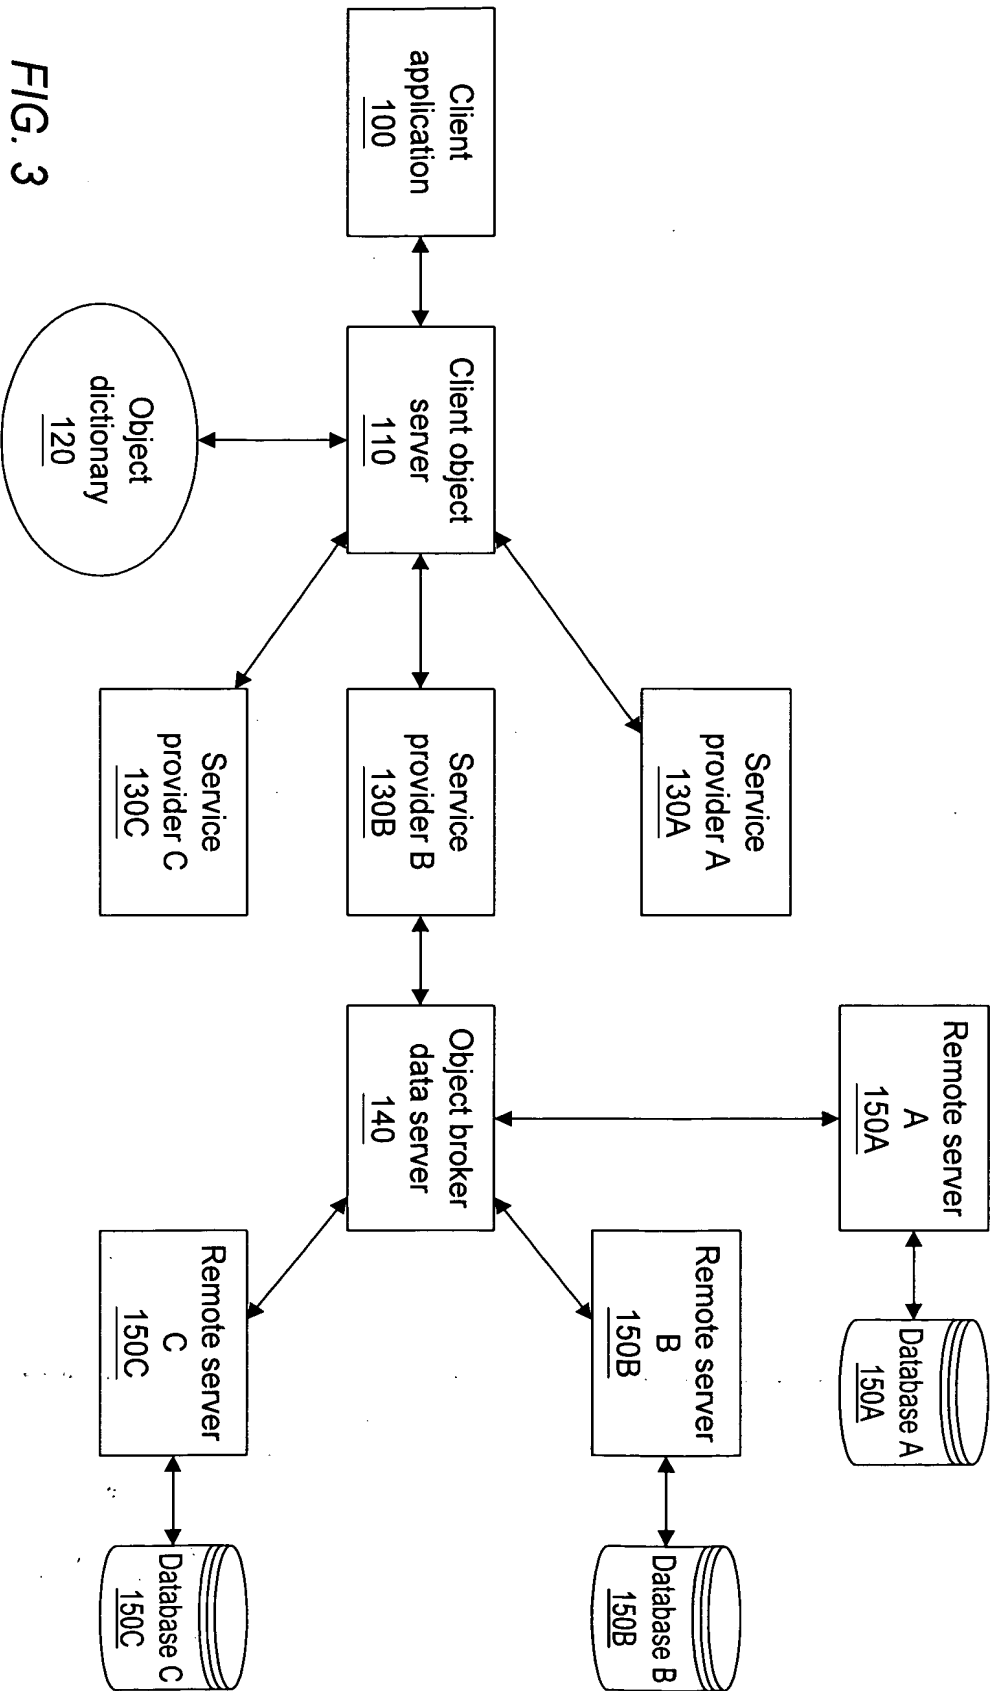 Client
application
100
Client object
server
110
Object
dictionary
120
Service
provider A
130A
Service
provider B
130B
Service
provider C
130C
Object broker
data server
140
Remote server
A
150A
Database A
150A
Remote server
B
150B
Database B
150B
Remote server
C
150C
Database C
150C
FIG. 3